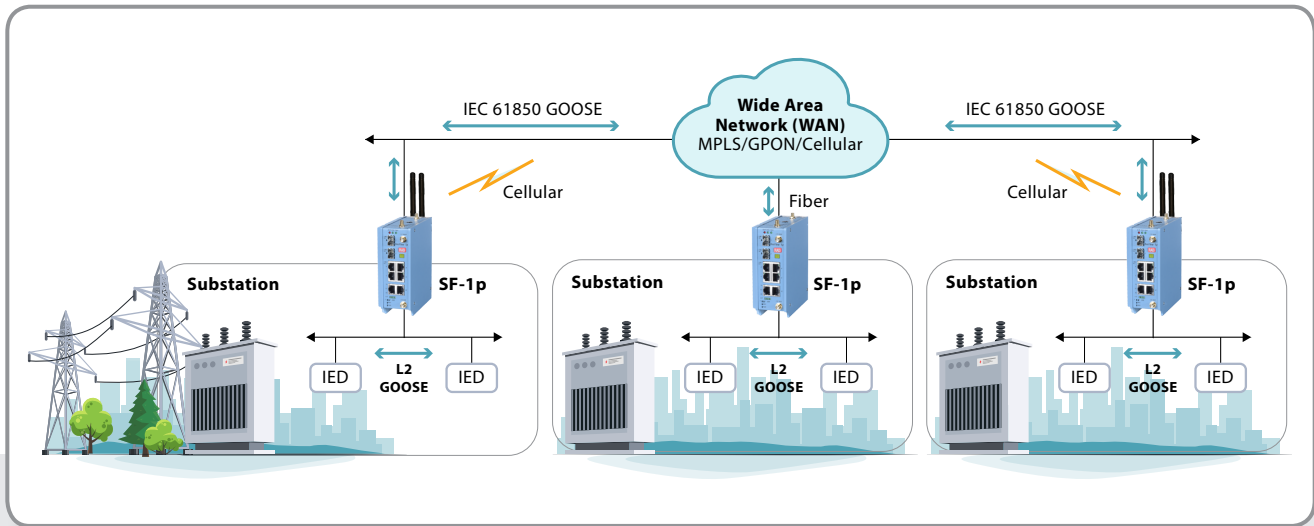 IEC 61850 GOOSE
Wide Area
Network (WAN)
MPLS/GPON/Cellular
IEC 61850 GOOSE
Cellular
Fiber
Cellular
Substation
SF-1p
Substation
SF-1p
Substation
SF-1p
IED
L2
GOOSE
IED
IED
L2
GOOSE
IED
IED
L2
GOOSE
IED